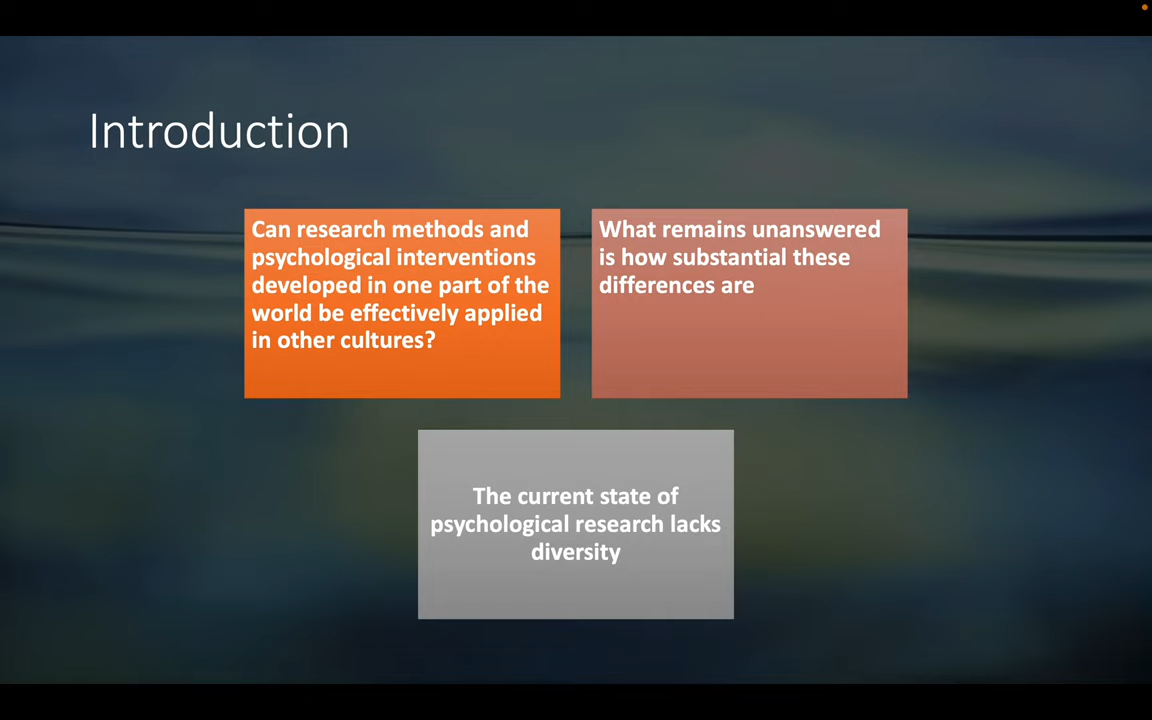 Introduction
Can research methods and
psychological interventions
developed in one part of the
world be effectively applied
in other cultures?
What remains unanswered
is how substantial these
differences are
The current state of
psychological research lacks
diversity